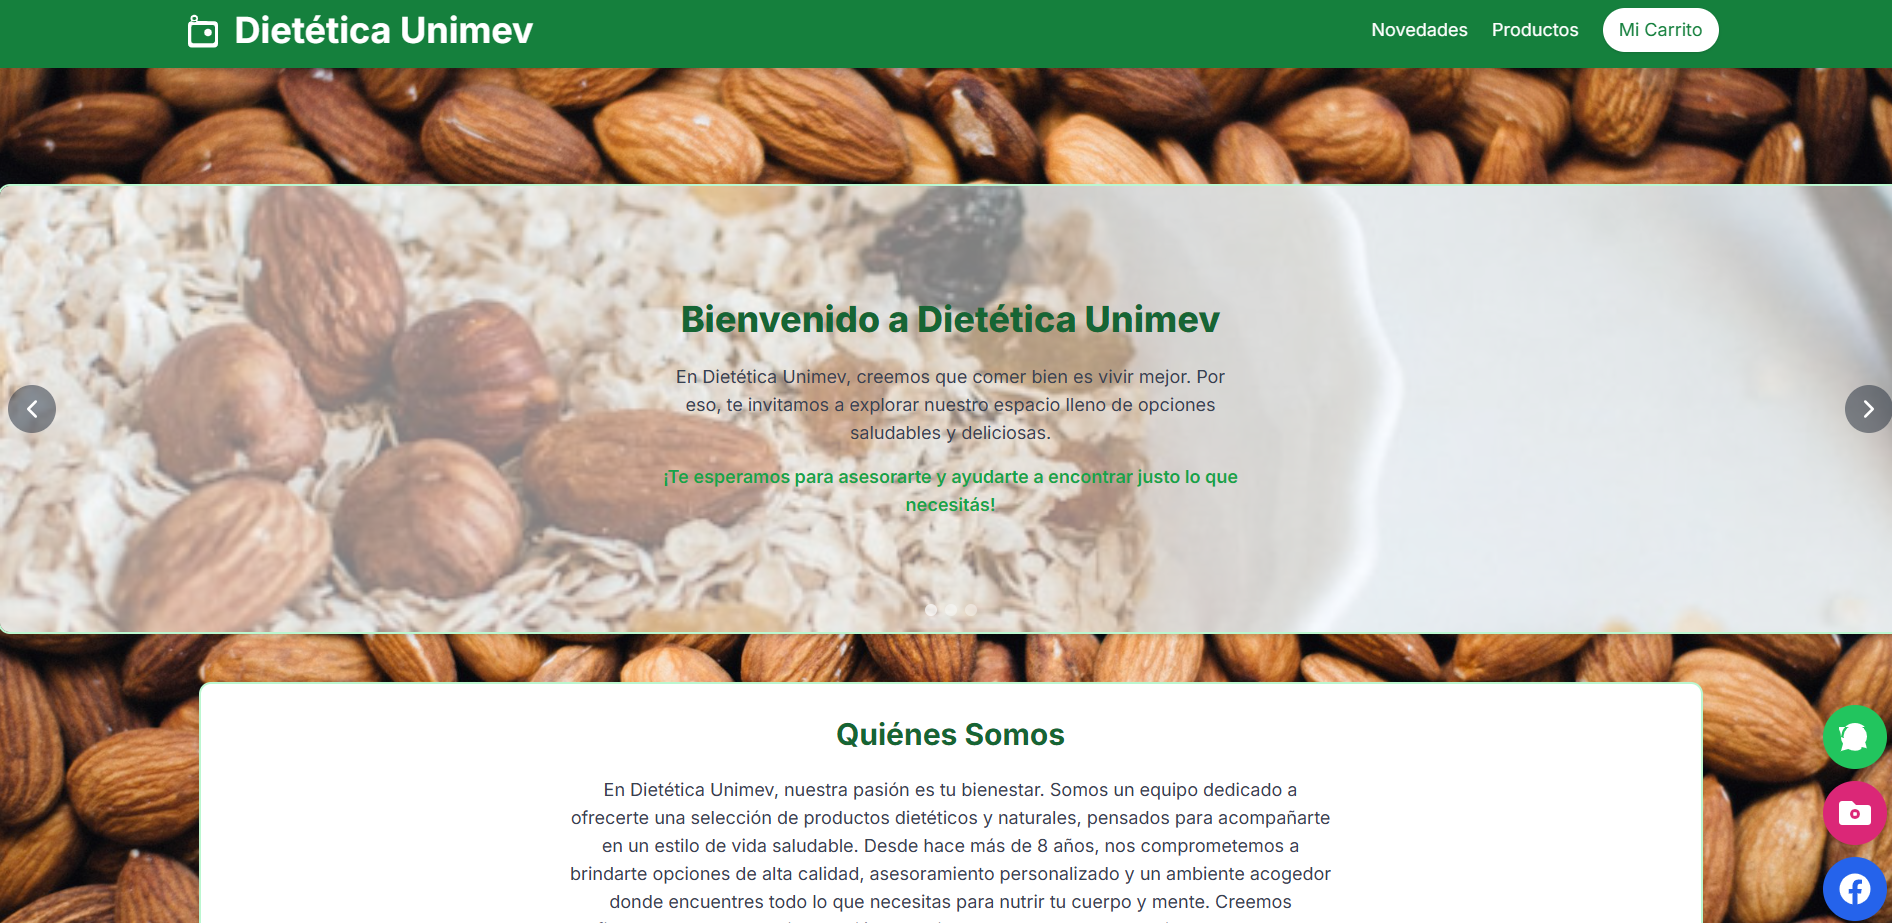 Dietética Unimev
Novedades
Productos
Mi Carrito
Bienvenido a Dietética Unimev
En Dietética Unimev, creemos que comer bien es vivir mejor. Por
eso, te invitamos a explorar nuestro espacio lleno de opciones
saludables y deliciosas.
¡Te esperamos para asesorarte y ayudarte a encontrar justo lo que
necesitás!
Quiénes Somos
En Dietética Unimev, nuestra pasión es tu bienestar. Somos un equipo dedicado a
ofrecerte una selección de productos dietéticos y naturales, pensados para acompañarte
en un estilo de vida saludable. Desde hace más de 8 años, nos comprometemos a
brindarte opciones de alta calidad, asesoramiento personalizado y un ambiente acogedor
donde encuentres todo lo que necesitas para nutrir tu cuerpo y mente. Creemos